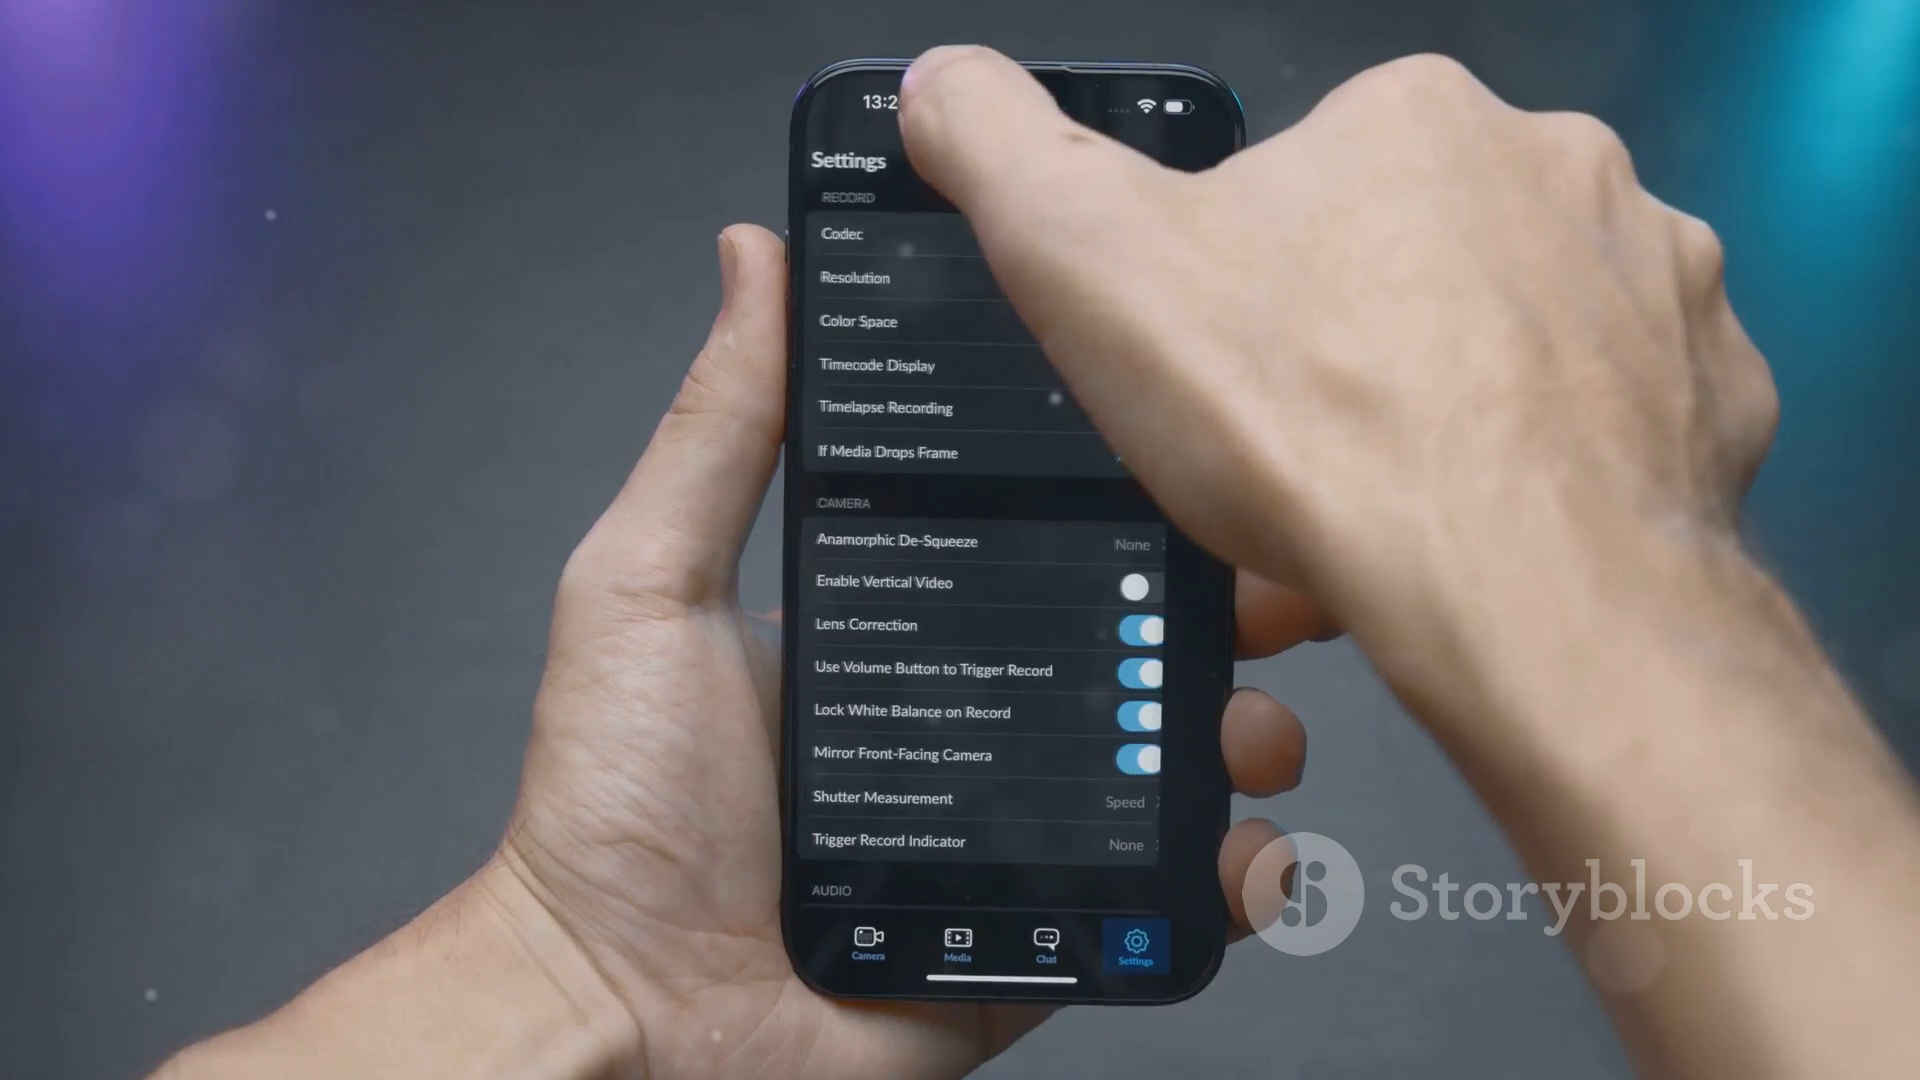 13:2
Settings
RECORD
Codec
Resolution
Color Space
Timecode Display
Timelapse Recording
If Media Drops Frame
CAMERA
Anamorphic De-Squeeze None
Enable Vertical Video
Lens Correction
Use Volume Button to Trigger Record
Lock White Balance on Record
Mirror Front-Facing Camera
Shutter Measurement Speed
Trigger Record Indicator None
AUDIO
Camera Media Chat Settings
Storyblocks